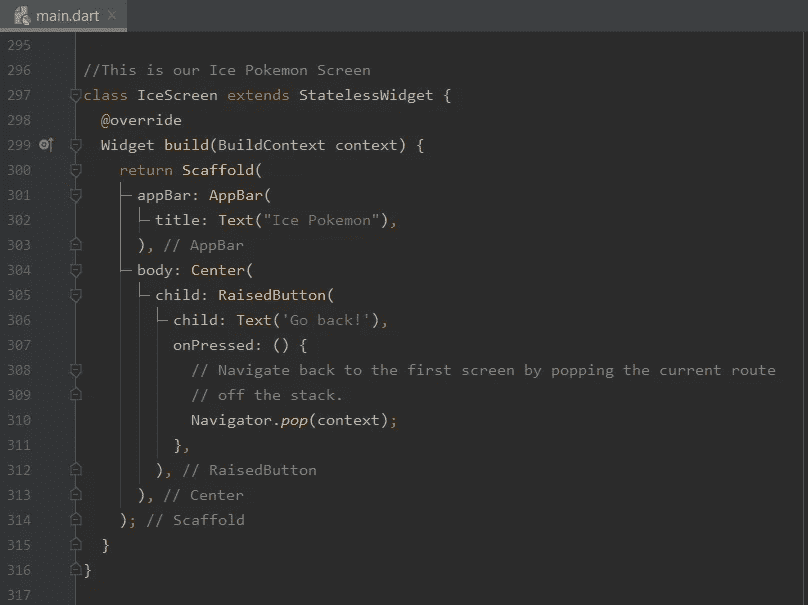 main.dart
295
296 //This is our Ice Pokemon Screen
297 class IceScreen extends StatelessWidget {
298 @override
299 Widget build(BuildContext context) {
300 return Scaffold(
301 appBar: AppBar(
302 title: Text("Ice Pokemon"),
303 ), // AppBar
304 body: Center(
305 child: RaisedButton(
306 child: Text('Go back!'),
307 onPressed: () {
308 // Navigate back to the first screen by popping the current route
309 // off the stack.
310 Navigator.pop(context);
311 },
312 ), // RaisedButton
313 ), // Center
314 ); // Scaffold
315 }
316 }
317